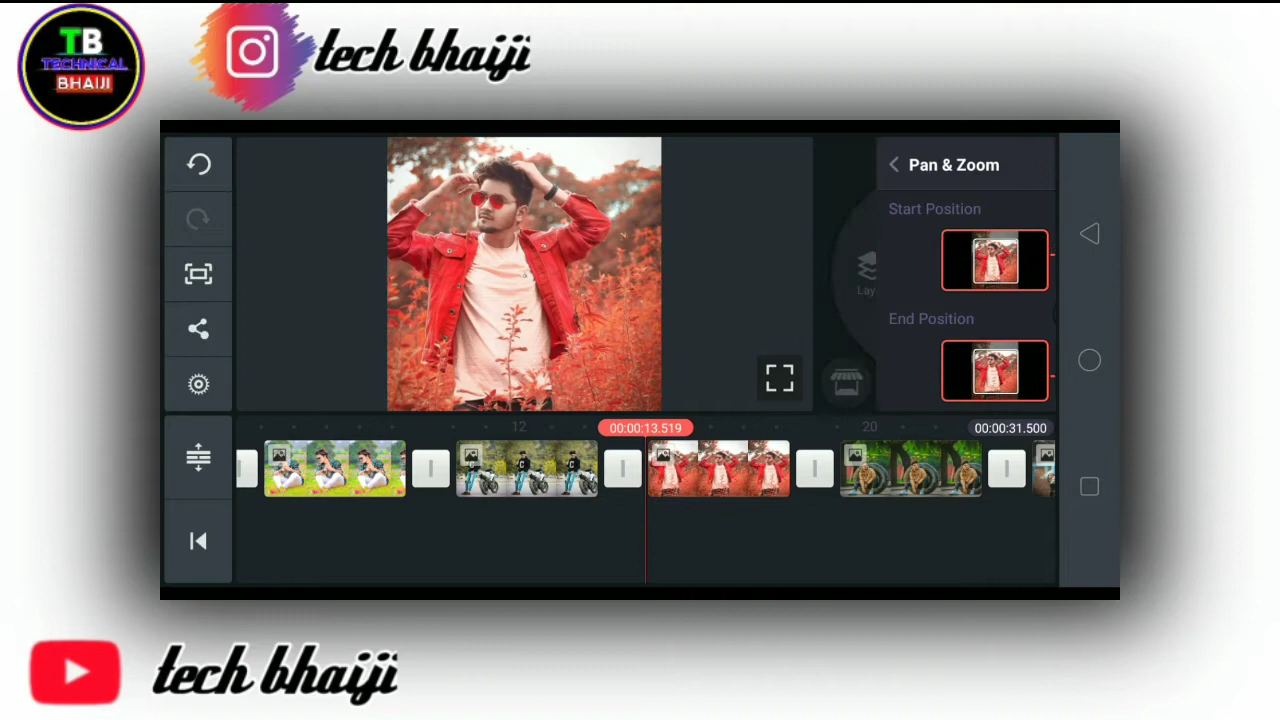 TB
TECHNICAL
BHAIJI
tech bhaiji
Pan & Zoom
Start Position
Lay
End Position
12
00:00:13.519
20
00:00:31.500
tech bhaiji